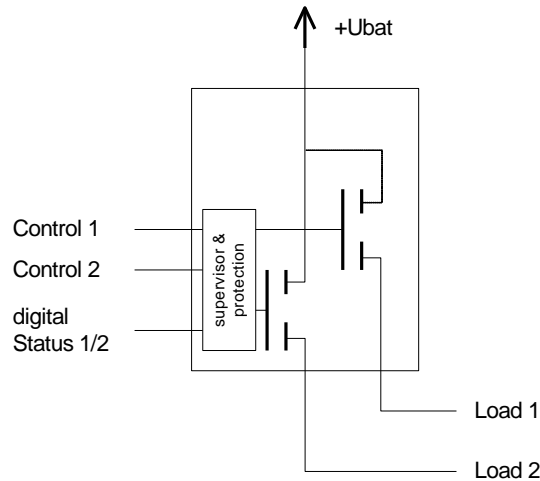 +Ubat
Control 1
Control 2
digital
Status 1/2
supervisor &
protection
Load 1
Load 2